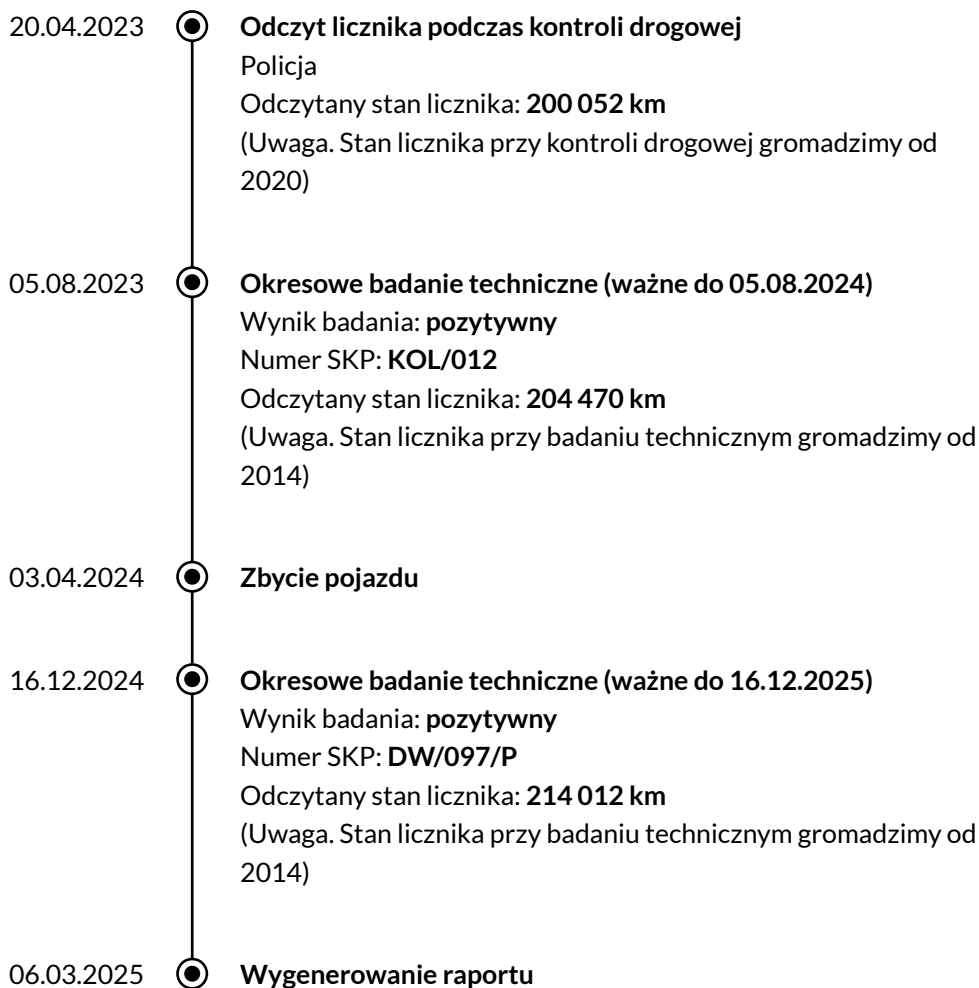 20.04.2023 Odczyt licznika podczas kontroli drogowej
Policja
Odczytany stan licznika: 200 052 km
(Uwaga. Stan licznika przy kontroli drogowej gromadzimy od
2020)
05.08.2023 Okresowe badanie techniczne (ważne do 05.08.2024)
Wynik badania: pozytywny
Numer SKP: KOL/012
Odczytany stan licznika: 204 470 km
(Uwaga. Stan licznika przy badaniu technicznym gromadzimy od
2014)
03.04.2024 Zbycie pojazdu
16.12.2024 Okresowe badanie techniczne (ważne do 16.12.2025)
Wynik badania: pozytywny
Numer SKP: DW/097/P
Odczytany stan licznika: 214 012 km
(Uwaga. Stan licznika przy badaniu technicznym gromadzimy od
2014)
06.03.2025 Wygenerowanie raportu